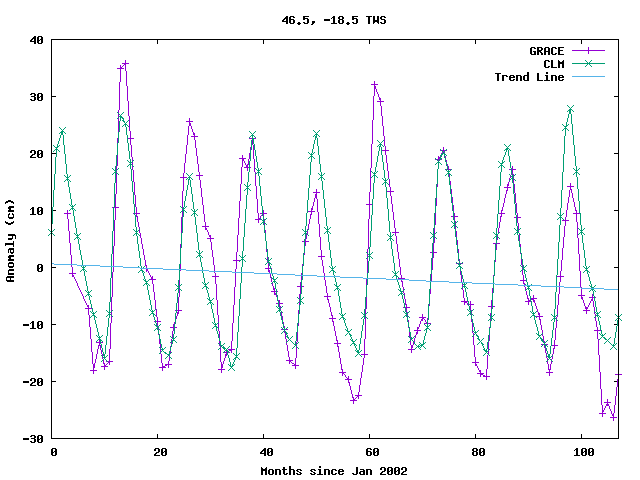 46.5, -18.5 TWS
GRACE
CLM
Trend Line
40
30
20
10
0
-10
-20
-30
Anomaly (cm)
0 20 40 60 80 100
Months since Jan 2002